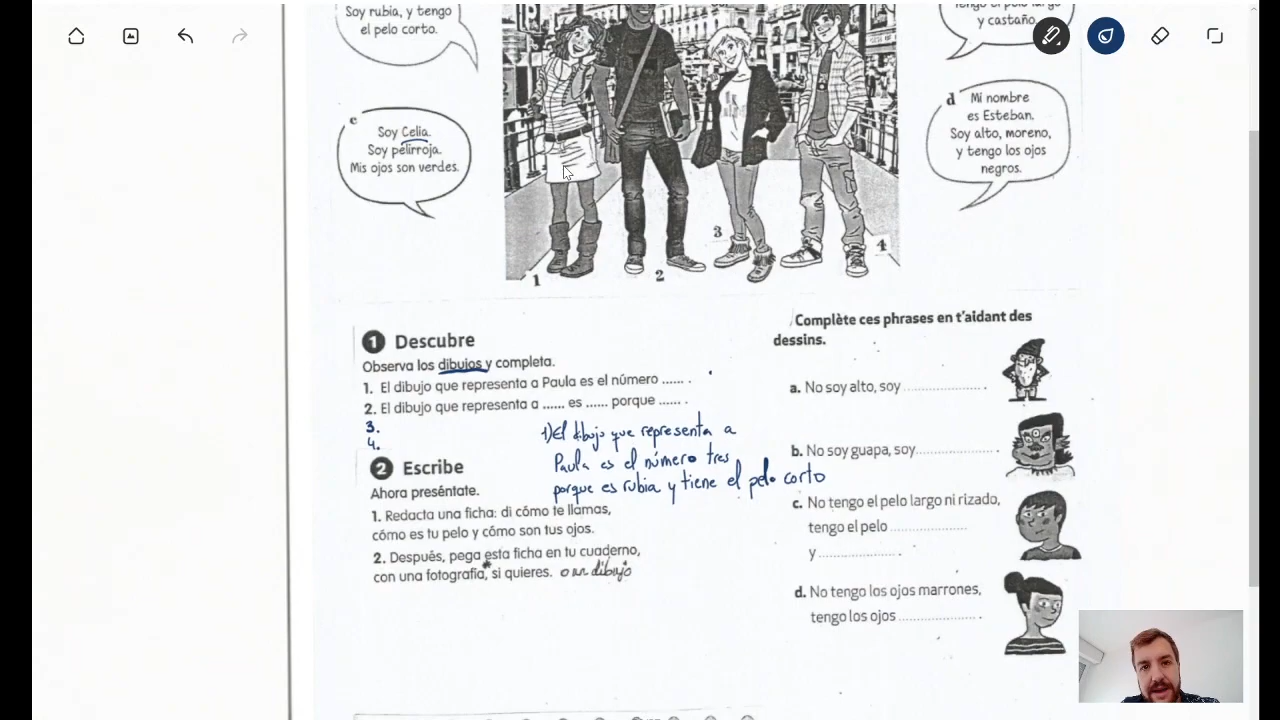 Soy rubia, y tengo
el pelo corto.
y castaño.
c
Soy Celia.
Soy pelirroja.
Mis ojos son verdes.
d Mi nombre
es Esteban.
Soy alto, moreno,
y tengo los ojos
negros.
1
2
3
4
1 Descubre
Observa los dibujos y completa.
1. El dibujo que representa a Paula es el número ...... .
2. El dibujo que representa a ...... es ...... porque ...... .
3.
4.
1) El dibujo que representa a
Paula es el número tres
porque es rubia y tiene el pelo corto
2 Escribe
Ahora preséntate.
1. Redacta una ficha: di cómo te llamas,
cómo es tu pelo y cómo son tus ojos.
2. Después, pega esta ficha en tu cuaderno,
con una fotografía, si quieres. o un dibujo
Complète ces phrases en t'aidant des
dessins.
a. No soy alto, soy ...................... .
b. No soy guapa, soy...................... .
c. No tengo el pelo largo ni rizado,
tengo el pelo ....................
y ..................... .
d. No tengo los ojos marrones,
tengo los ojos ..................... .